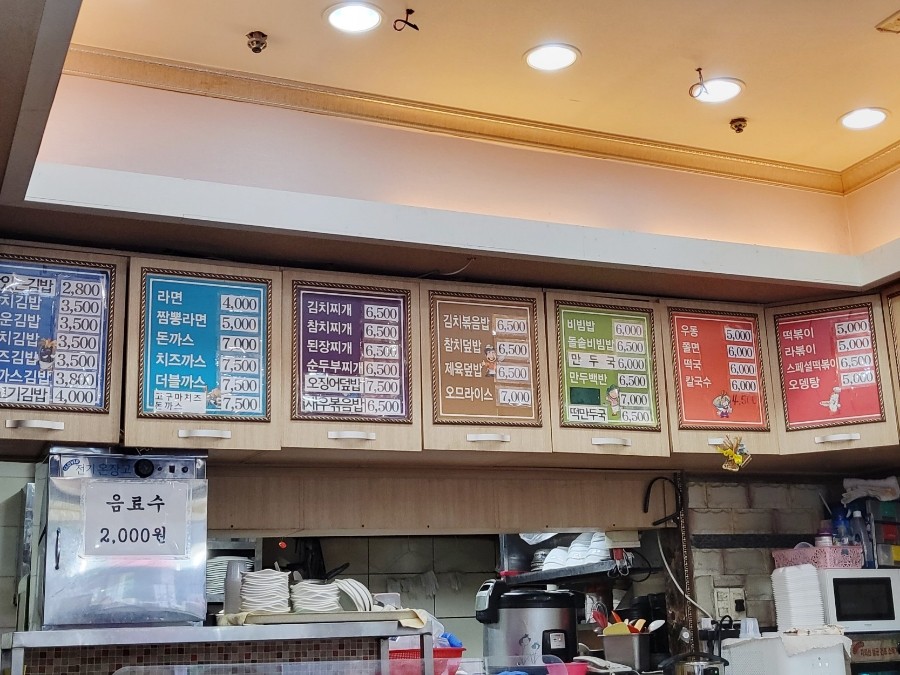 김밥 2,800
치김밥 3,500
운김밥 3,500
치김밥 3,500
즈김밥 3,500
까스김밥 3,800
고기김밥 4,000
라면 4,000
짬뽕라면 5,000
돈까스 7,000
치즈까스 7,500
더블까스 7,500
고구마치즈돈까스 7,500
김치찌개 6,500
참치찌개 6,500
된장찌개 6,500
순두부찌개 6,500
오징어덮밥 6,500
새우볶음밥 6,500
김치볶음밥 6,500
참치덮밥 6,500
제육덮밥 6,500
오므라이스 7,000
비빔밥 6,000
돌솥비빔밥 6,500
만두국 6,000
만두백반 6,500
7,000
떡만두국 6,500
우동 5,000
쫄면 6,000
떡국 6,000
칼국수 6,000
4,500
떡볶이 5,000
라볶이 5,000
스페셜떡볶이 6,500
오뎅탕 5,000
전기온장고
음료수
2,000원